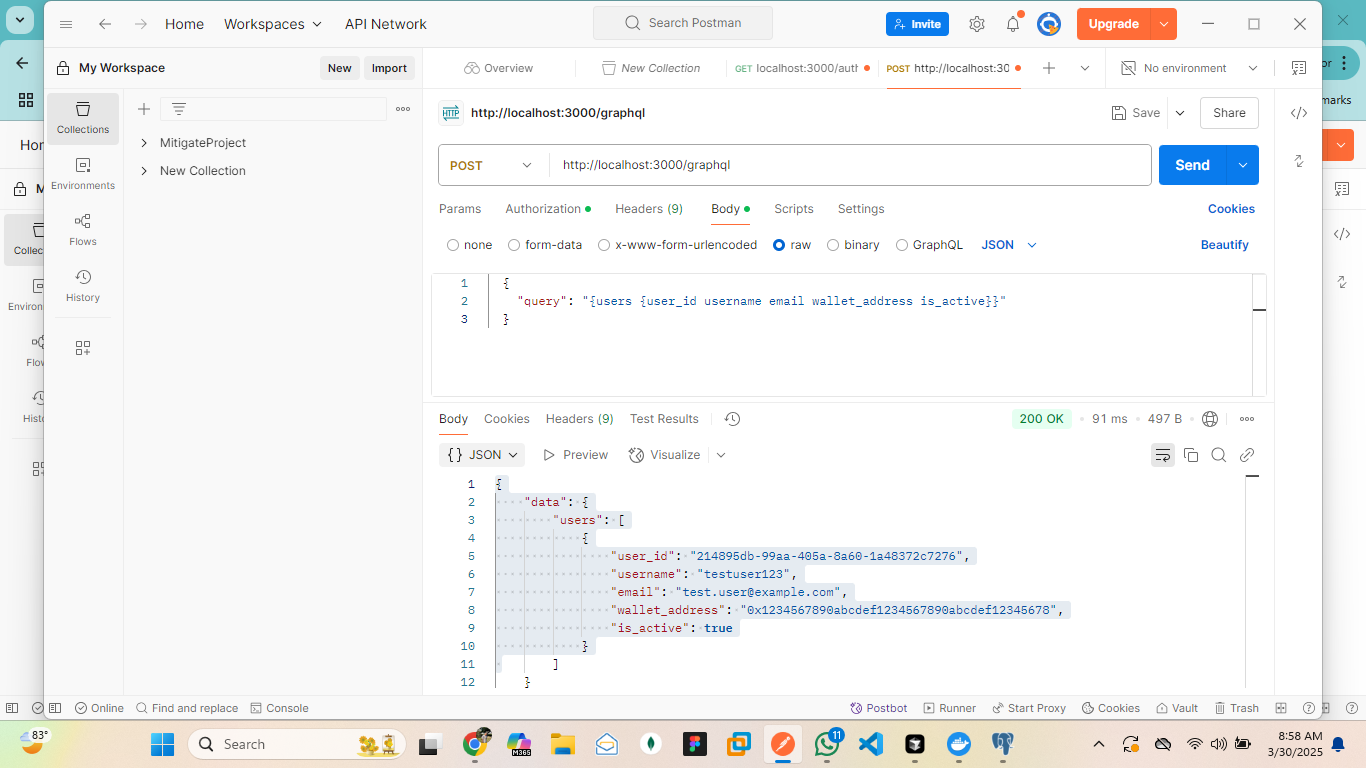 Home
Workspaces
API Network
Search Postman
Invite
Upgrade
or
marks
Hor
My Workspace
New
Import
Overview
New Collection
GET localhost:3000/auth
POST http://localhost:30
No environment
M
Collections
Environments
Flows
History
MitigateProject
New Collection
Collec
Environ
Flov
Histo
HTTP
http://localhost:3000/graphql
Save
Share
POST
http://localhost:3000/graphql
Send
Params
Authorization
Headers (9)
Body
Scripts
Settings
Cookies
none
form-data
x-www-form-urlencoded
raw
binary
GraphQL
JSON
Beautify
1 {
2 "query": "{users {user_id username email wallet_address is_active}}"
3 }
Body
Cookies
Headers (9)
Test Results
200 OK
91 ms
497 B
{} JSON
Preview
Visualize
1 {
2 "data": {
3 "users": [
4 {
5 "user_id": "214895db-99aa-405a-8a60-1a48372c7276",
6 "username": "testuser123",
7 "email": "test.user@example.com",
8 "wallet_address": "0x1234567890abcdef1234567890abcdef12345678",
9 "is_active": true
10 }
11 ]
12 }
Online
Find and replace
Console
Postbot
Runner
Start Proxy
Cookies
Vault
Trash
83°
Search
M365
11
8:58 AM
3/30/2025